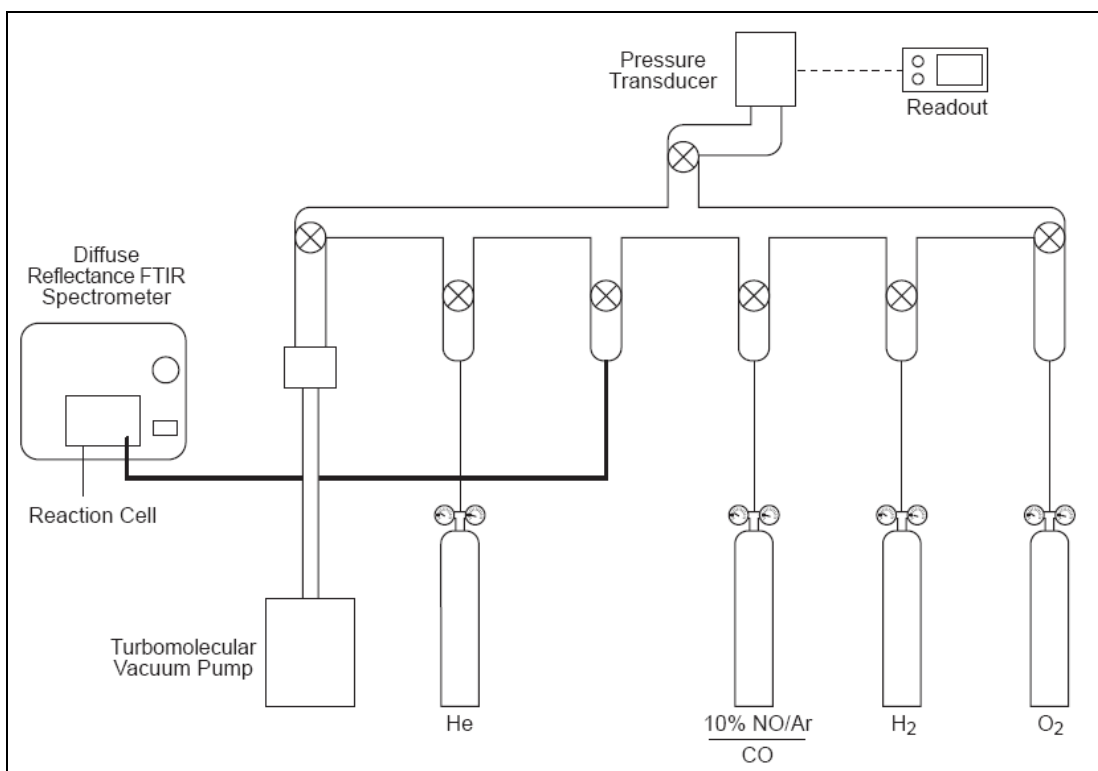 Pressure
Transducer
Readout
Diffuse
Reflectance FTIR
Spectrometer
Reaction Cell
Turbomolecular
Vacuum Pump
He
10% NO/Ar
CO
H₂
O₂